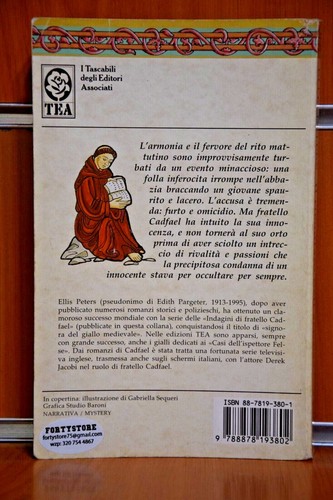 TEA
I Tascabili
degli Editori
Associati
L'armonia e il fervore del rito mat-
tutino sono improvvisamente tur-
bati da un evento minaccioso: una
folla inferocita irrompe nell'abba-
zia braccando un giovane spau-
rito e lacero. L'accusa è tremen-
da: furto e omicidio. Ma fratello
Cadfael ha intuito la sua inno-
cenza, e non tornerà al suo orto
prima di aver sciolto un intrec-
cio di rivalità e passioni che
la precipitosa condanna di un
innocente stava per occultare per sempre.
Ellis Peters (pseudonimo di Edith Pargeter, 1913-1995), dopo aver
pubblicato numerosi romanzi storici e polizieschi, ha ottenuto un cla-
moroso successo mondiale con la serie delle «Indagini di fratello Cad-
fael» (pubblicate in questa collana), conquistandosi il titolo di «signo-
ra del giallo medievale». Nelle edizioni TEA sono apparsi, sempre
con grande successo, anche i gialli dedicati ai «Casi dell'ispettore Fel-
se». Dai romanzi di Cadfael è stata tratta una fortunata serie televisi-
va inglese, trasmessa anche sugli schermi italiani, con l'attore Derek
Jacobi nel ruolo di fratello Cadfael.
In copertina: illustrazione di Gabriella Sequeri
Grafica Studio Baroni
NARRATIVA / MYSTERY
FORTYSTORE
fortystore75@gmail.com
wzp: 320 754 4867
ISBN 88-7819-380-1
9 788878 193802